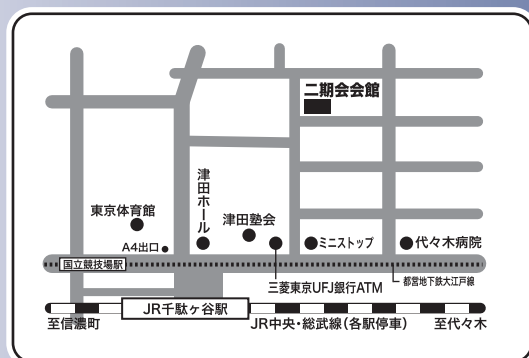 二期会会館
津田ホール
東京体育館
津田塾会
A4出口
ミニストップ
代々木病院
国立競技場駅
三菱東京UFJ銀行ATM
都営地下鉄大江戸線
JR千駄ヶ谷駅
至信濃町
JR中央・総武線(各駅停車)
至代々木